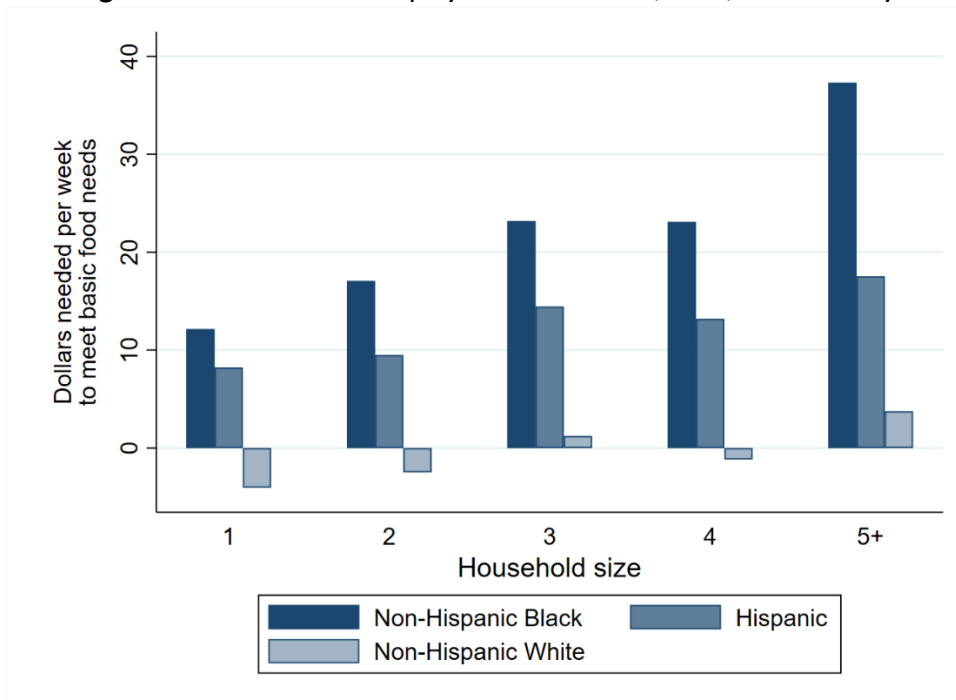 40
30
20
10
0
Dollars needed per week
to meet basic food needs
1 2 3 4 5+
Household size
Non-Hispanic Black Hispanic
Non-Hispanic White